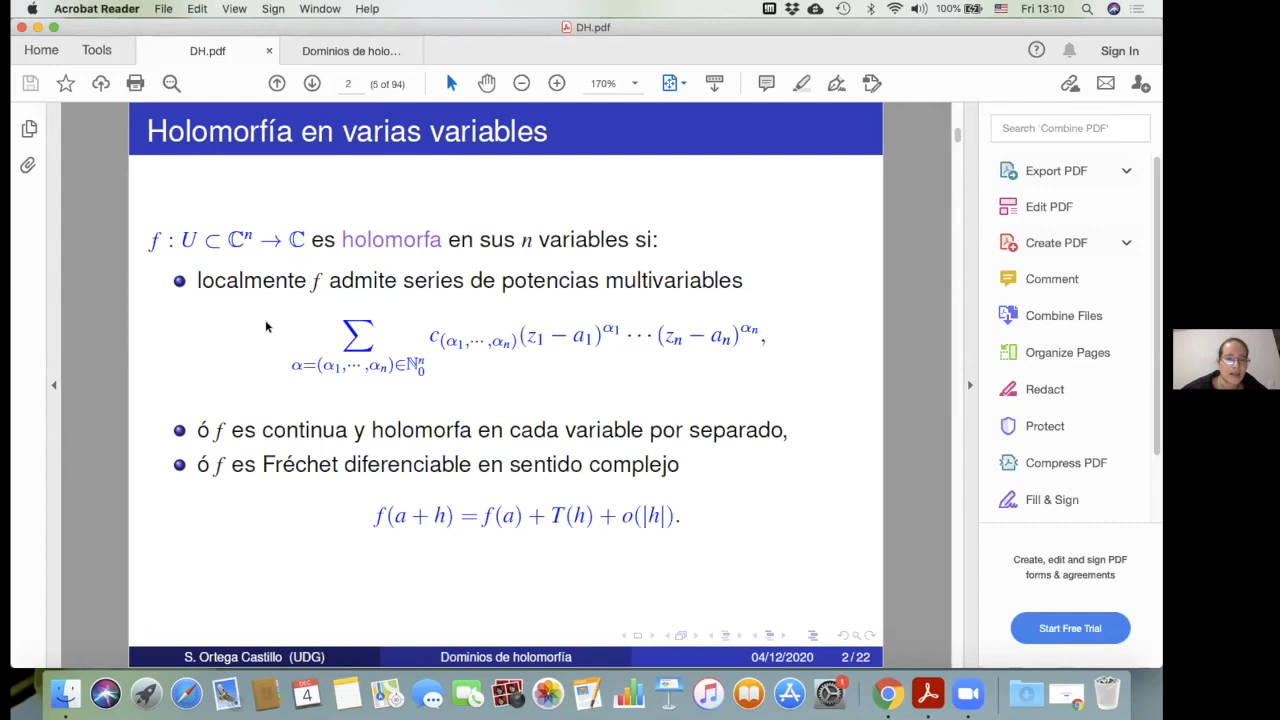 Acrobat Reader File Edit View Sign Window Help 100% Fri 13:10
DH.pdf
Home Tools DH.pdf × Dominios de holo... Sign In
2 (5 of 94) 170%
Search 'Combine PDF'
Export PDF
Edit PDF
Create PDF
Comment
Combine Files
Organize Pages
Redact
Protect
Compress PDF
Fill & Sign
Create, edit and sign PDF
forms & agreements
Start Free Trial
Holomorfía en varias variables
f : U ⊂ ℂⁿ → ℂ es holomorfa en sus n variables si:
localmente f admite series de potencias multivariables
∑_{α=(α₁,⋯,αₙ)∈ℕ₀ⁿ} c_{(α₁,⋯,αₙ)}(z₁ − a₁)^{α₁} ⋯ (zₙ − aₙ)^{αₙ},
ó f es continua y holomorfa en cada variable por separado,
ó f es Fréchet diferenciable en sentido complejo
f(a + h) = f(a) + T(h) + o(|h|).
S. Ortega Castillo (UDG) Dominios de holomorfía 04/12/2020 2 / 22
4
1